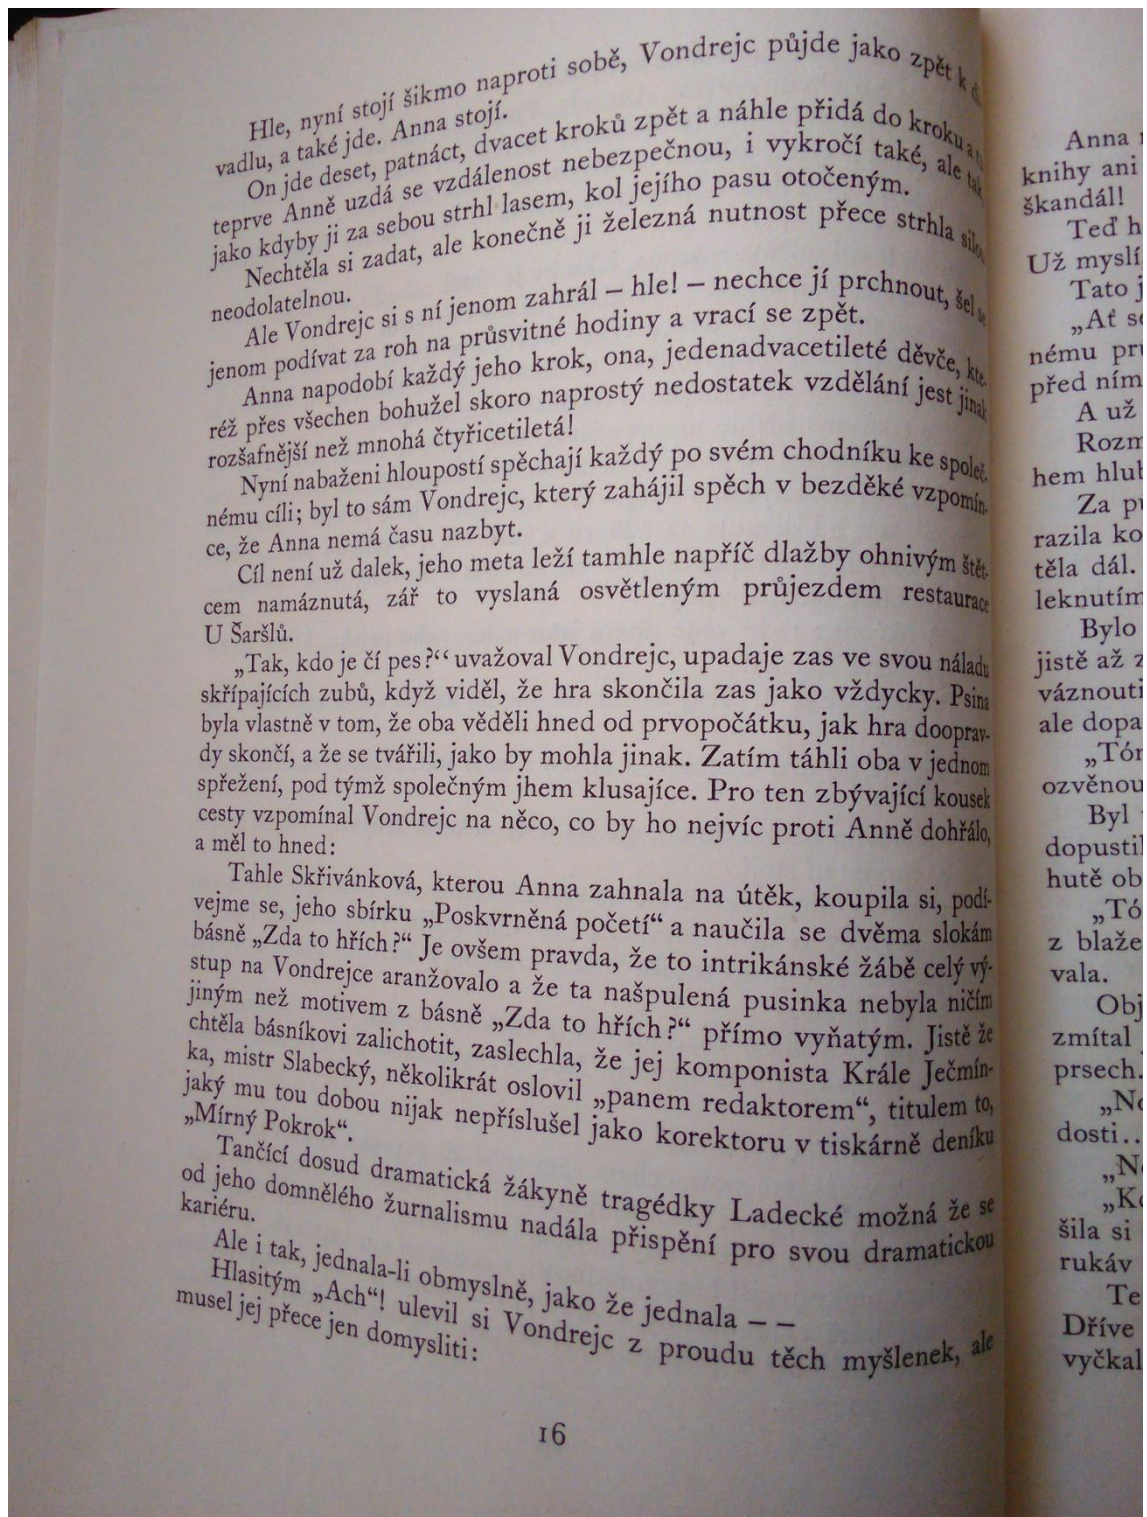 Hle, nyní stojí šikmo naproti sobě, Vondrejc půjde jako zpět k
vadlu, a také jde. Anna stojí.
On jde deset, patnáct, dvacet kroků zpět a náhle přidá do kroku a
teprve Anně uzdá se vzdálenost nebezpečnou, i vykročí také, ale tak,
jako kdyby ji za sebou strhl lasem, kol jejího pasu otočeným.
Nechtěla si zadat, ale konečně ji železná nutnost přece strhla silou
neodolatelnou.
Ale Vondrejc si s ní jenom zahrál – hle! – nechce jí prchnout, šel se
jenom podívat za roh na průsvitné hodiny a vrací se zpět.
Anna napodobí každý jeho krok, ona, jedenadvacetileté děvče, kte-
réž přes všechen bohužel skoro naprostý nedostatek vzdělání jest jinak
rozšafnější než mnohá čtyřicetiletá!
Nyní nabaženi hloupostí spěchají každý po svém chodníku ke společ-
nému cíli; byl to sám Vondrejc, který zahájil spěch v bezděké vzpomín-
ce, že Anna nemá času nazbyt.
Cíl není už dalek, jeho meta leží tamhle napříč dlažby ohnivým štět-
cem namáznutá, zář to vyslaná osvětleným průjezdem restaurace
U Šaršlů.
„Tak, kdo je čí pes?“ uvažoval Vondrejc, upadaje zas ve svou náladu
skřípajících zubů, když viděl, že hra skončila zas jako vždycky. Psina
byla vlastně v tom, že oba věděli hned od prvopočátku, jak hra dooprav-
dy skončí, a že se tvářili, jako by mohla jinak. Zatím táhli oba v jednom
spřežení, pod týmž společným jhem klusajíce. Pro ten zbývající kousek
cesty vzpomínal Vondrejc na něco, co by ho nejvíc proti Anně dohřálo,
a měl to hned:
Tahle Skřivánková, kterou Anna zahnala na útěk, koupila si, podí-
vejme se, jeho sbírku „Poskvrněná početí“ a naučila se dvěma slokám
básně „Zda to hřích?“ Je ovšem pravda, že to intrikánské žábě celý vý-
stup na Vondrejce aranžovalo a že ta našpulená pusinka nebyla ničím
jiným než motivem z básně „Zda to hřích?“ přímo vyňatým. Jistě že
chtěla básníkovi zalichotit, zaslechla, že jej komponista Krále Ječmín-
ka, mistr Slabecký, několikrát oslovil „panem redaktorem“, titulem to,
jaký mu tou dobou nijak nepříslušel jako korektoru v tiskárně deníku
„Mírný Pokrok“.
Tančící dosud dramatická žákyně tragédky Ladecké možná že se
od jeho domnělého žurnalismu nadála přispění pro svou dramatickou
kariéru.
Ale i tak, jednala-li obmyslně, jako že jednala – –
Hlasitým „Ach“! ulevil si Vondrejc z proudu těch myšlenek, ale
musel jej přece jen domysliti:
16
Anna
knihy ani
škandál!
Teď
Už myslí
Tato
„Ať
nému
před ním
A už
hem
Za
razila
těla dál.
leknutím
Bylo
jistě až
ale
ozvěnou
Byl
z
vala.
zmítal
prsech.
dosti..
šila si
rukáv
Dříve